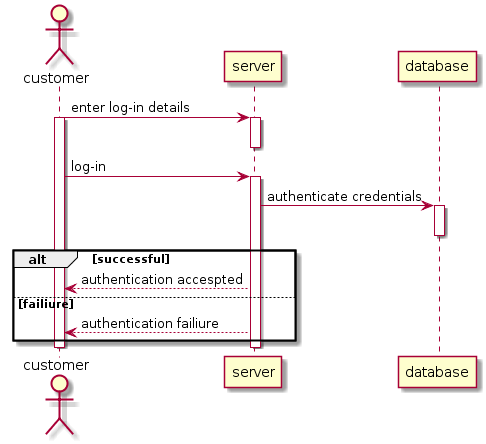 customer
server
database
enter log-in details
log-in
authenticate credentials
alt [successful]
authentication accespted
[failiure]
authentication failiure
customer
server
database